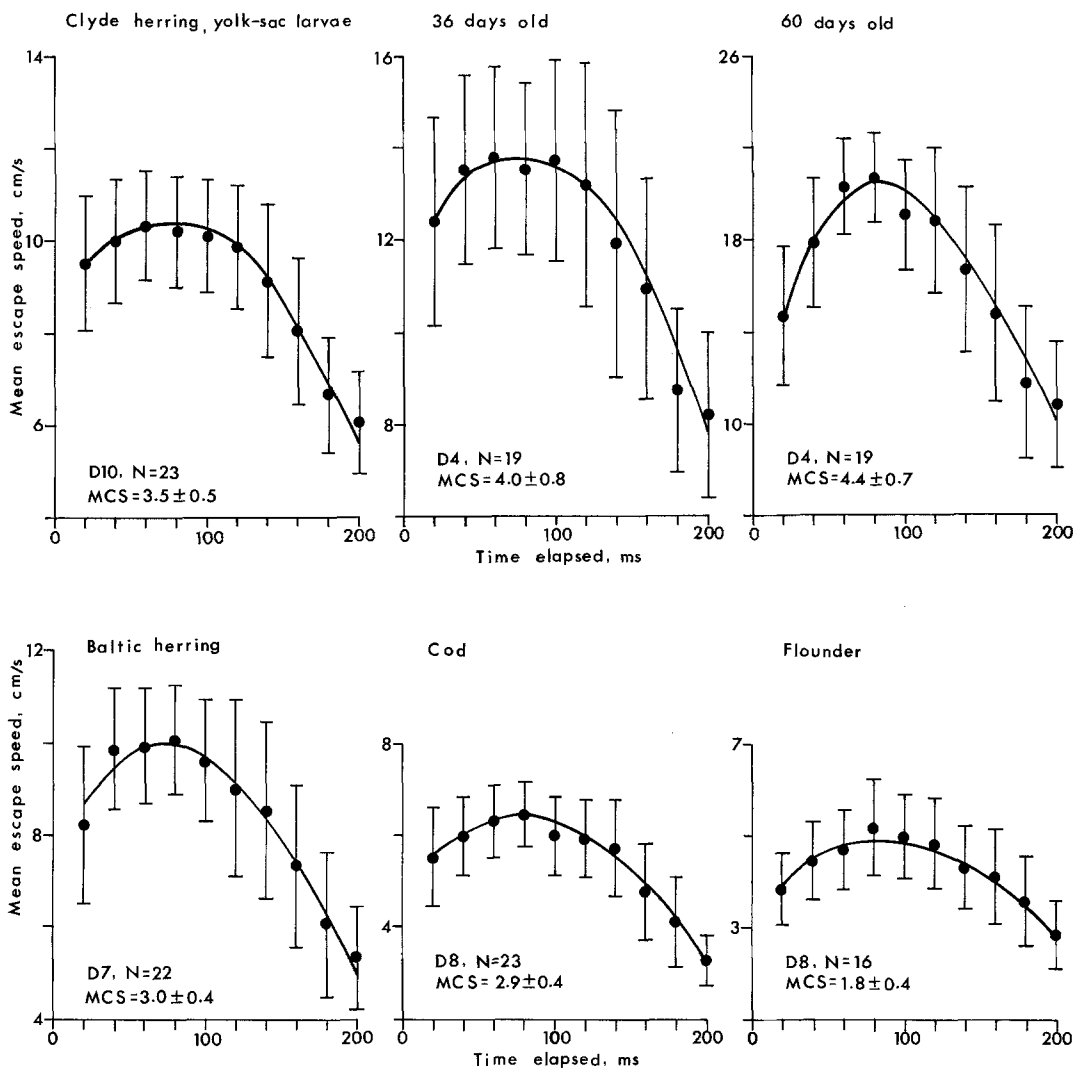 Clyde herring, yolk-sac larvae
36 days old
60 days old
Mean escape speed, cm/s
14
10
6
D10, N=23
MCS=3.5±0.5
0
100
200
16
12
8
D4, N=19
MCS=4.0±0.8
0
100
200
Time elapsed, ms
26
18
10
D4, N=19
MCS=4.4±0.7
0
100
200
Baltic herring
Cod
Flounder
Mean escape speed, cm/s
12
8
4
D7, N=22
MCS=3.0±0.4
0
100
200
8
4
D8, N=23
MCS=2.9±0.4
0
100
200
Time elapsed, ms
7
3
D8, N=16
MCS=1.8±0.4
0
100
200